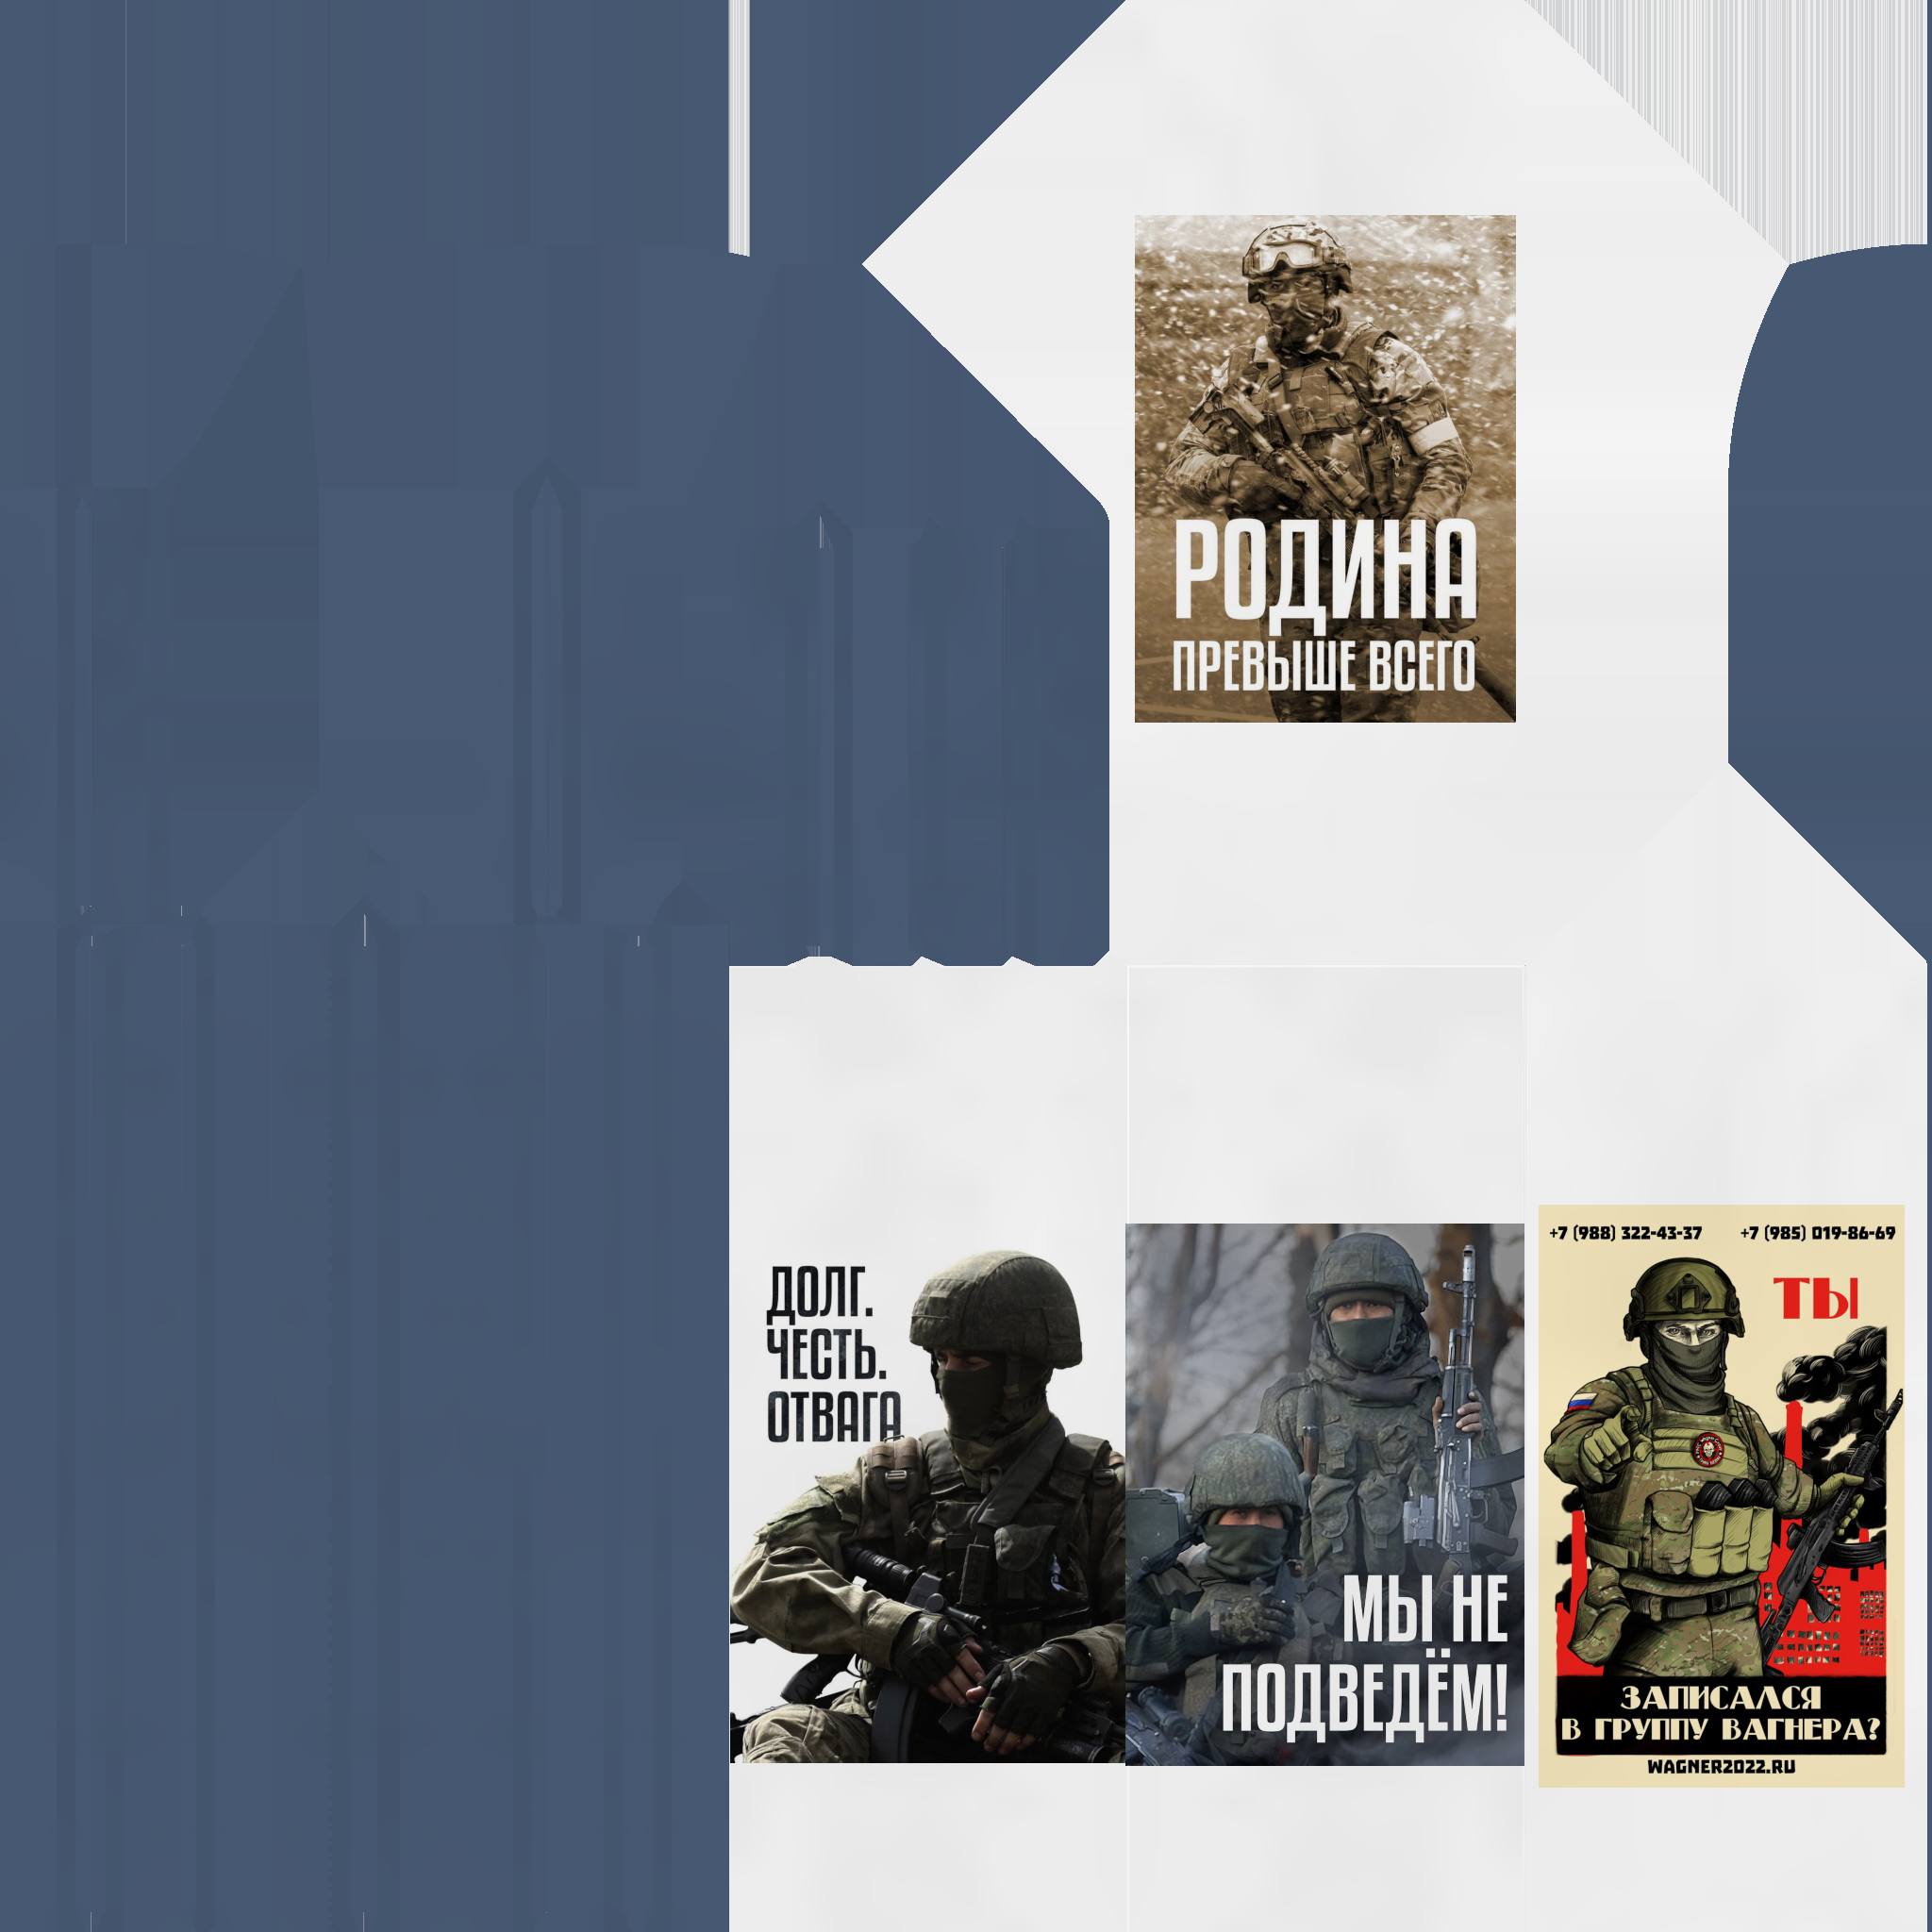 РОДИНА
ПРЕВЫШЕ ВСЕГО
ДОЛГ.
ЧЕСТЬ.
ОТВАГА
МЫ НЕ
ПОДВЕДЁМ!
+7 (988) 322-43-37 +7 (985) 019-86-69
ТЫ
ЗАПИСАЛСЯ
В ГРУППУ ВАГНЕРА?
WAGNER2022.RU